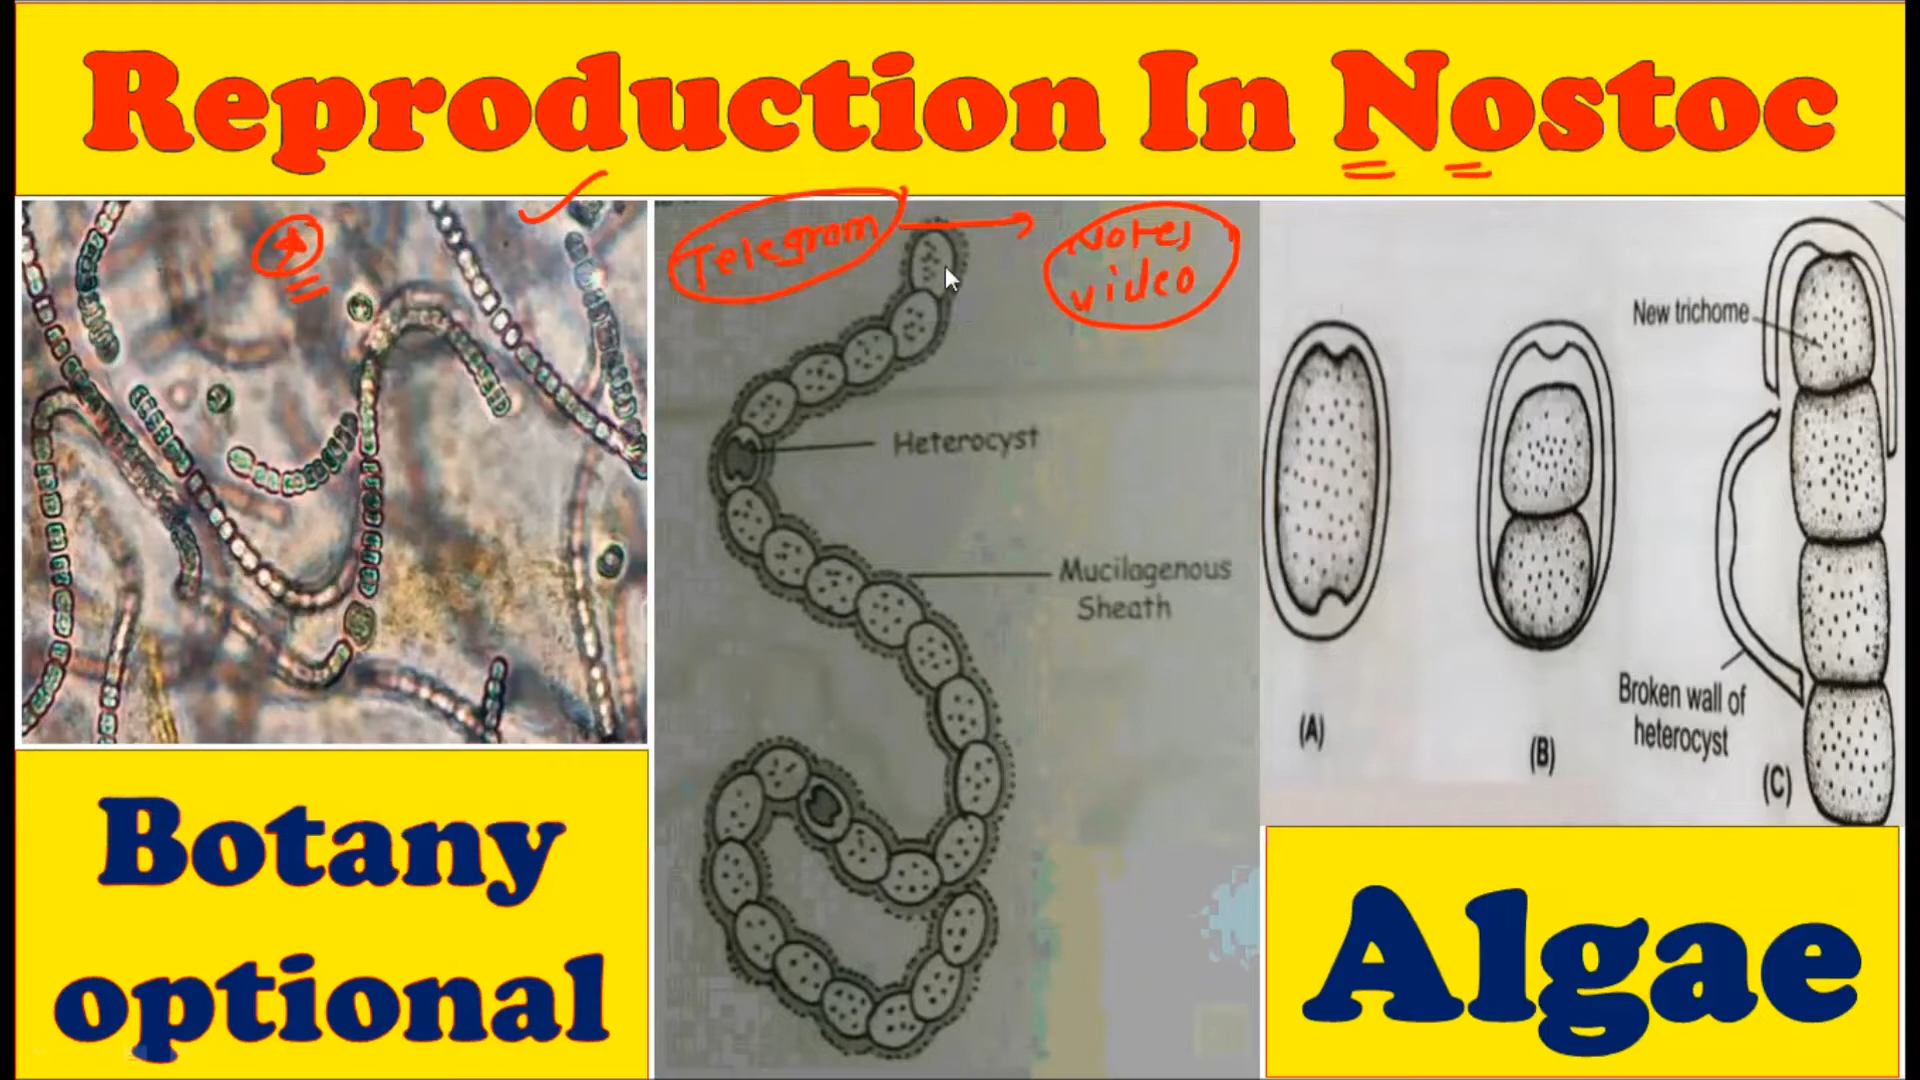 Reproduction In Nostoc
Telegram
Notes
video
Heterocyst
Mucilagenous
Sheath
New trichome
Broken wall of
heterocyst
(A)
(B)
(C)
Botany
optional
Algae